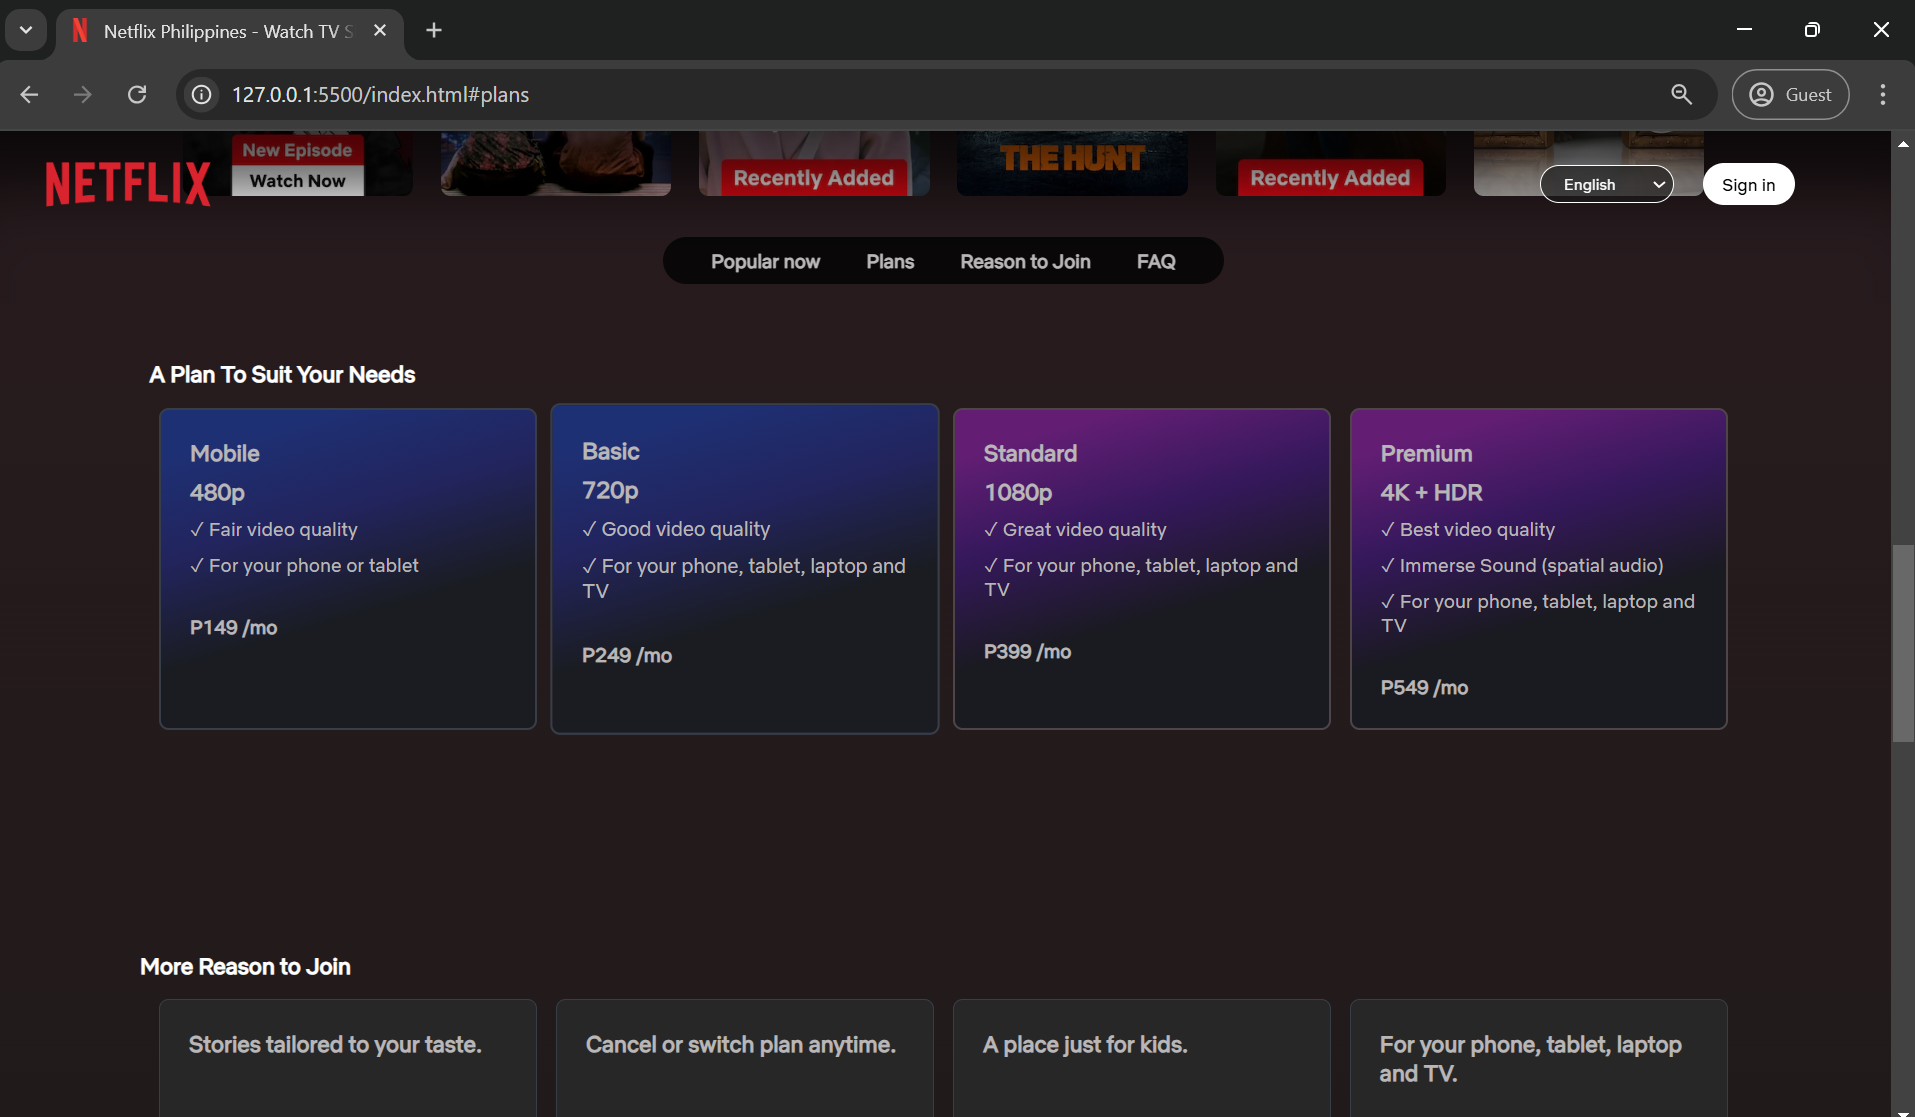 Netflix Philippines - Watch TV S
127.0.0.1:5500/index.html#plans
Guest
NETFLIX
New Episode
Watch Now
Recently Added
THE HUNT
Recently Added
English
Sign in
Popular now Plans Reason to Join FAQ
A Plan To Suit Your Needs
Mobile
480p
✓ Fair video quality
✓ For your phone or tablet
P149 /mo
Basic
720p
✓ Good video quality
✓ For your phone, tablet, laptop and
TV
P249 /mo
Standard
1080p
✓ Great video quality
✓ For your phone, tablet, laptop and
TV
P399 /mo
Premium
4K + HDR
✓ Best video quality
✓ Immerse Sound (spatial audio)
✓ For your phone, tablet, laptop and
TV
P549 /mo
More Reason to Join
Stories tailored to your taste.
Cancel or switch plan anytime.
A place just for kids.
For your phone, tablet, laptop
and TV.